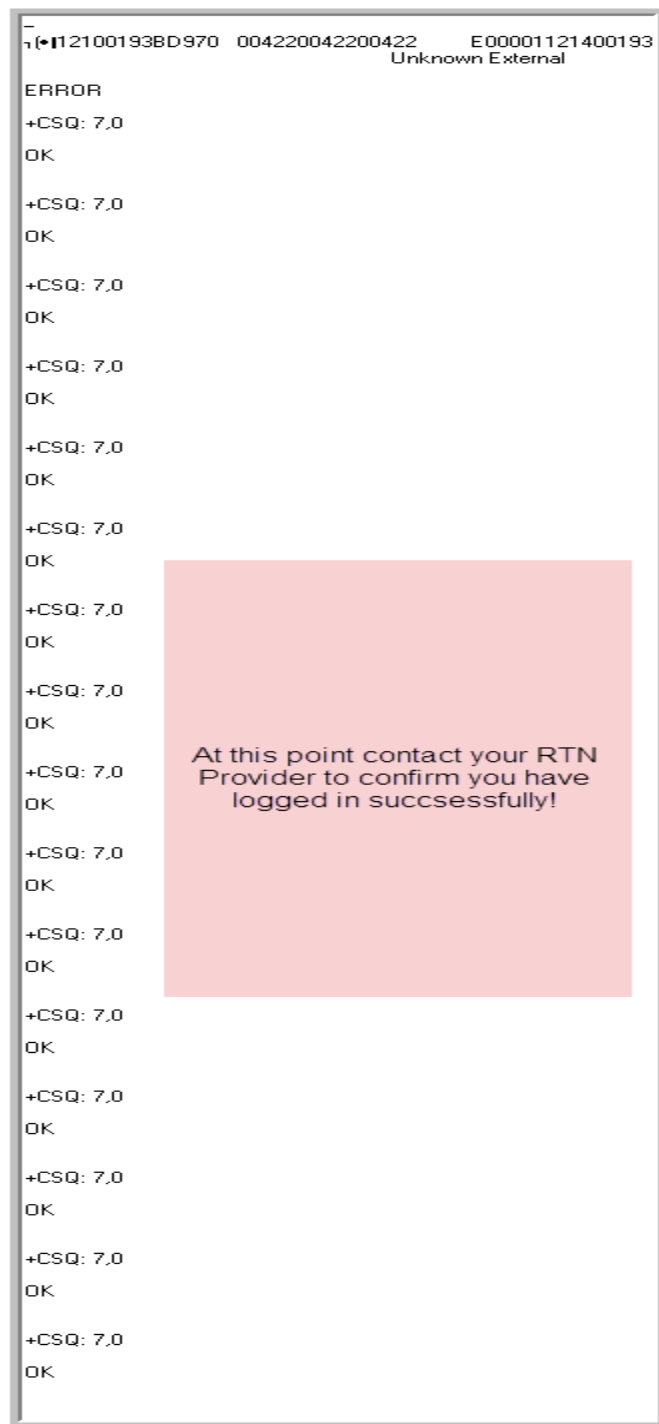 12100193BD970 004220042200422 E00001121400193
Unknown External
ERROR
+CSQ: 7,0
OK
+CSQ: 7,0
OK
+CSQ: 7,0
OK
+CSQ: 7,0
OK
+CSQ: 7,0
OK
+CSQ: 7,0
OK
+CSQ: 7,0
OK
+CSQ: 7,0
OK
+CSQ: 7,0
OK
+CSQ: 7,0
OK
+CSQ: 7,0
OK
+CSQ: 7,0
OK
+CSQ: 7,0
OK
+CSQ: 7,0
OK
+CSQ: 7,0
OK
+CSQ: 7,0
OK
At this point contact your RTN
Provider to confirm you have
logged in succsessfully!